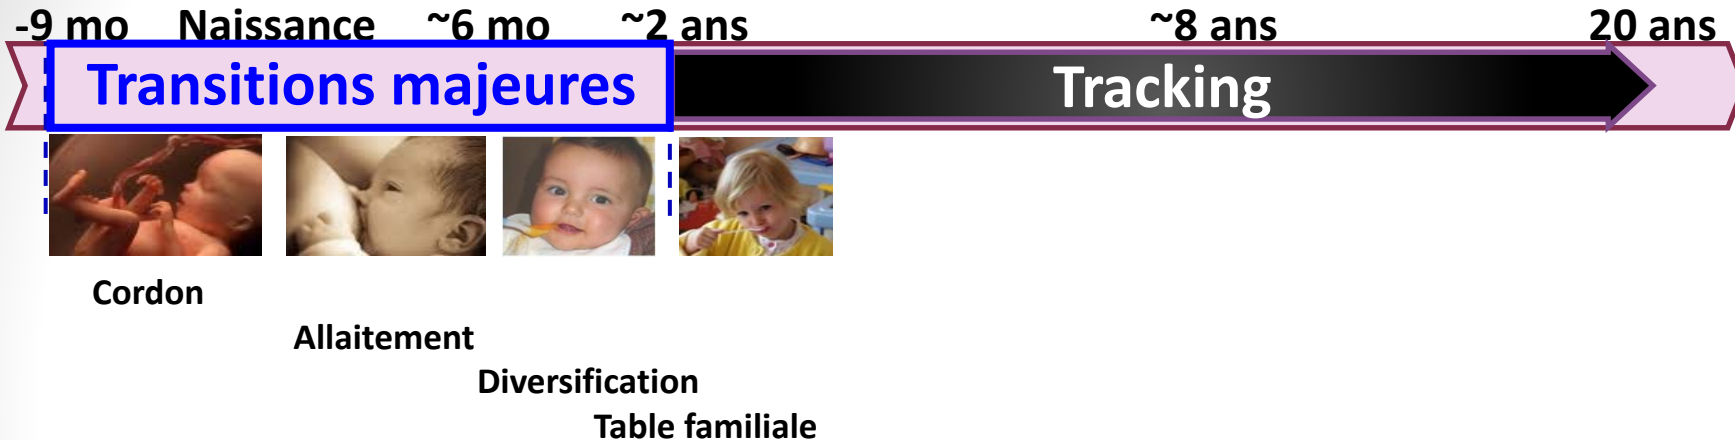 -9 mo Naissance ~6 mo ~2 ans ~8 ans 20 ans
Transitions majeures Tracking
Cordon
Allaitement
Diversification
Table familiale